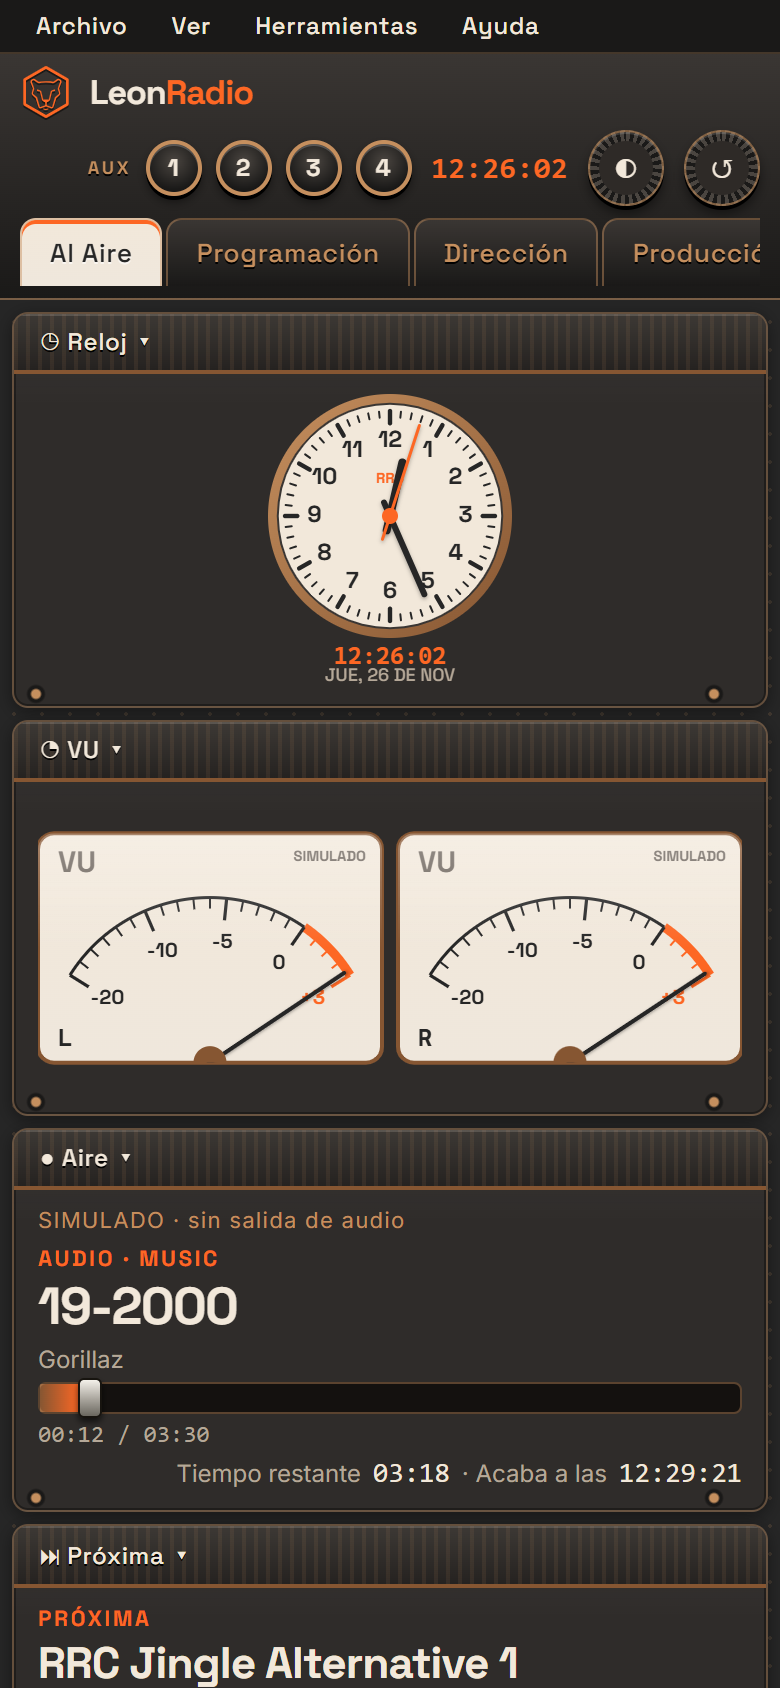 Archivo Ver Herramientas Ayuda
LeonRadio
AUX 1 2 3 4 12:26:02
Al Aire Programación Dirección Producció
Reloj
12
11 1
10 2
RR
9 3
8 4
7 5
6
12:26:02
JUE, 26 DE NOV
VU
VU SIMULADO
-20 -10 -5 0 +3
L
VU SIMULADO
-20 -10 -5 0 +3
R
Aire
SIMULADO · sin salida de audio
AUDIO · MUSIC
19-2000
Gorillaz
00:12 / 03:30
Tiempo restante 03:18 · Acaba a las 12:29:21
Próxima
PRÓXIMA
RRC Jingle Alternative 1